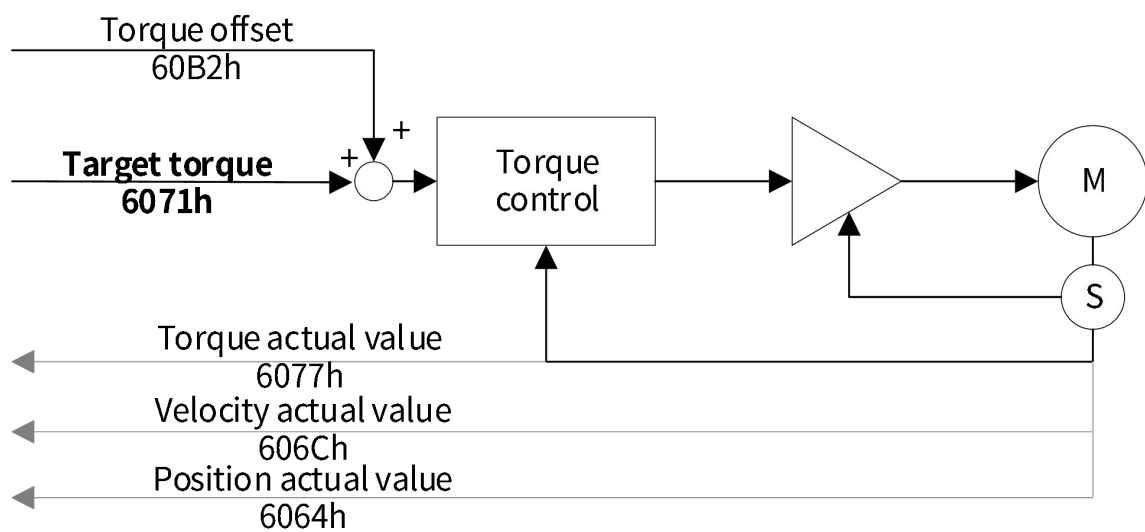 Torque offset
60B2h
+
+
Target torque
6071h
Torque
control
M
S
Torque actual value
6077h
Velocity actual value
606Ch
Position actual value
6064h